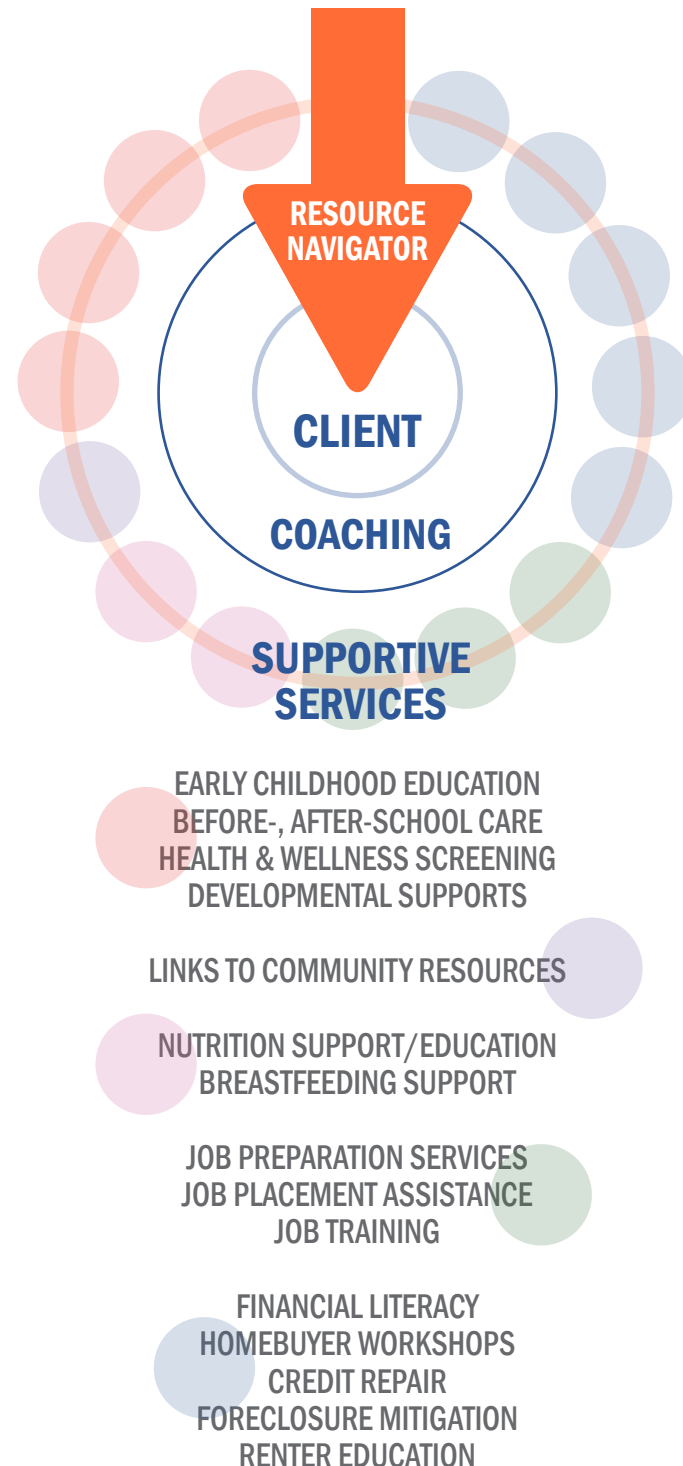 RESOURCE
NAVIGATOR
CLIENT
COACHING
SUPPORTIVE
SERVICES
EARLY CHILDHOOD EDUCATION
BEFORE-, AFTER-SCHOOL CARE
HEALTH & WELLNESS SCREENING
DEVELOPMENTAL SUPPORTS
LINKS TO COMMUNITY RESOURCES
NUTRITION SUPPORT/EDUCATION
BREASTFEEDING SUPPORT
JOB PREPARATION SERVICES
JOB PLACEMENT ASSISTANCE
JOB TRAINING
FINANCIAL LITERACY
HOMEBUYER WORKSHOPS
CREDIT REPAIR
FORECLOSURE MITIGATION
RENTER EDUCATION